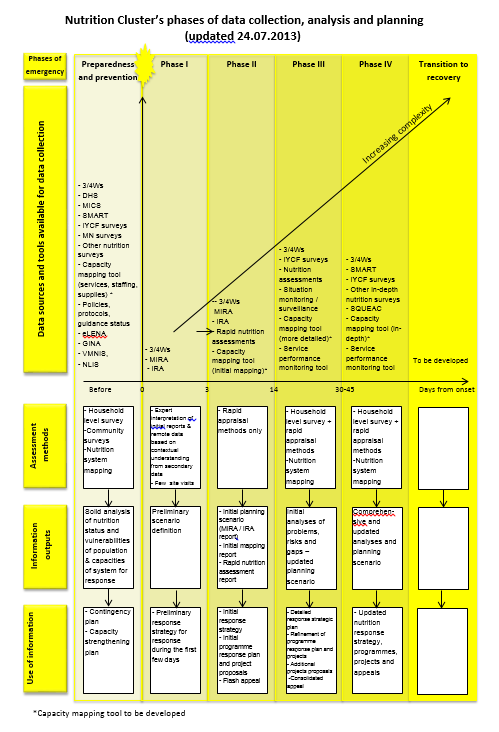 Nutrition Cluster's phases of data collection, analysis and planning
(updated 24.07.2013)
Phases of
emergency
Preparedness
and prevention
Phase I
Phase II
Phase III
Phase IV
Transition to
recovery
Data sources and tools available for data collection
- 3/4Ws
- DHS
- MICS
- SMART
- IYCF surveys
- MN surveys
- Other nutrition
surveys
- Capacity
mapping tool
(services, staffing,
supplies) *
- Policies,
protocols,
guidance status
- eLENA,
- GINA
- VMNIS,
- NLIS
- 3/4Ws
- MIRA
- IRA
-- 3/4Ws
MIRA
- IRA
- Rapid nutrition
assessments
- Capacity
mapping tool
(initial mapping)*
- 3/4Ws
- IYCF surveys
- Nutrition
assessments
- Situation
monitoring /
surveillance
- Capacity
mapping tool
(more detailed)*
- Service
performance
monitoring tool
- 3/4Ws
- SMART
- IYCF surveys
- Other in-depth
nutrition surveys
- SQUEAC
- Capacity
mapping tool (in-
depth)*
- Service
performance
monitoring tool
Increasing complexity
To be developed
Before
0
3
14
30-45
Days from onset
Assessment
methods
- Household
level survey
-Community
surveys
-Nutrition
system
mapping
- Expert
interpretation of
initial reports &
remote data
based on
contextual
understanding
from secondary
data
- Few site visits
- Rapid
appraisal
methods only
- Household
level survey +
rapid
appraisal
methods
-Nutrition
system
mapping
- Household
level survey +
rapid
appraisal
methods
-Nutrition
system
mapping
Information
outputs
Solid analysis
of nutrition
status and
vulnerabilities
of population
& capacities
of system for
response
Preliminary
scenario
definition
- Initial planning
scenario
(MIRA / IRA
report)
- Initial mapping
report
- Rapid nutrition
assessment
report
Initial
analyses of
problems,
risks and
gaps –
updated
planning
scenario
Comprehen-
sive and
updated
analyses and
planning
scenario
Use of information
- Contingency
plan
- Capacity
strengthening
plan
- Preliminary
response
strategy for
response
during the first
few days
- Initial
response
strategy
- Initial
programme
response plan
and project
proposals
- Flash appeal
- Detailed
response strategic
plan
- Refinement of
programme
response plan and
projects
- Additional
projects proposals
-Consolidated
appeal
- Updated
nutrition
response
strategy,
programmes,
projects and
appeals
*Capacity mapping tool to be developed